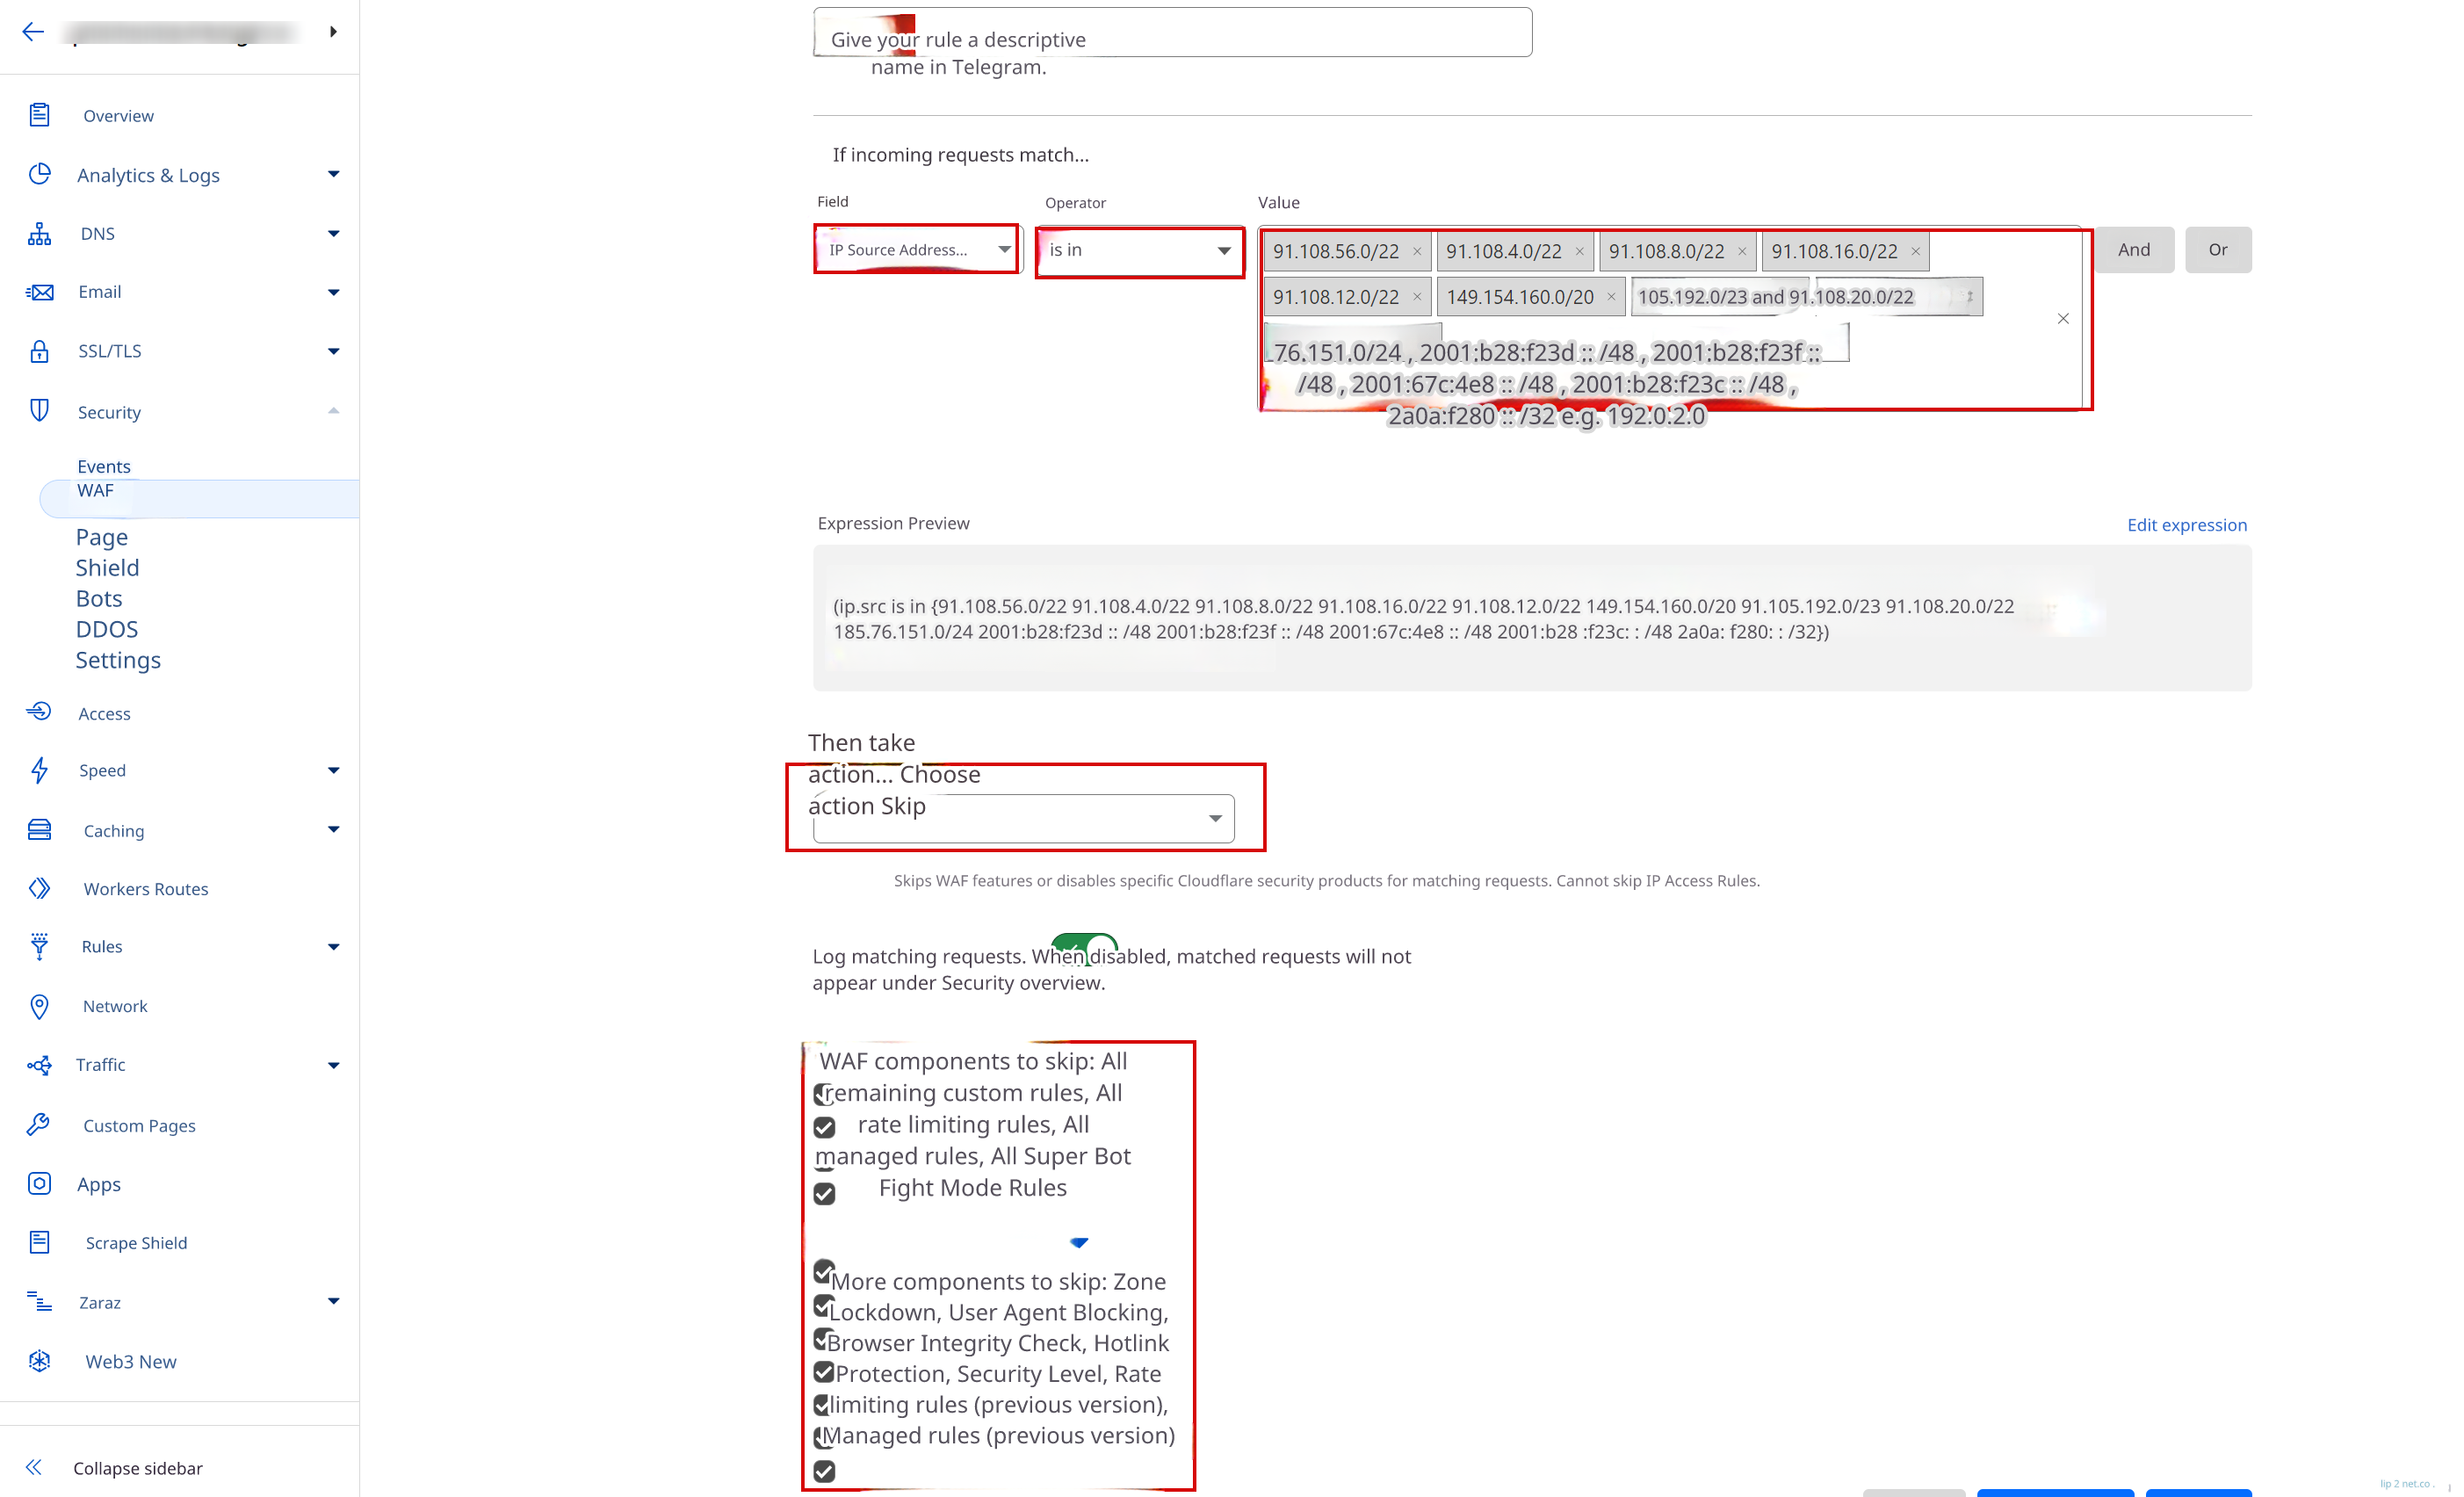 Overview
Analytics & Logs
DNS
Email
SSL/TLS
Security
Events
WAF
Page
Shield
Bots
DDOS
Settings
Access
Speed
Caching
Workers Routes
Rules
Network
Traffic
Custom Pages
Apps
Scrape Shield
Zaraz
Web3 New
Collapse sidebar
Give your rule a descriptive
name in Telegram.
If incoming requests match...
Field
Operator
Value
IP Source Address...
is in
91.108.56.0/22 × 91.108.4.0/22 × 91.108.8.0/22 × 91.108.16.0/22 ×
91.108.12.0/22 × 149.154.160.0/20 × 105.192.0/23 and 91.108.20.0/22
76.151.0/24 , 2001:b28:f23d :: /48 , 2001:b28:f23f ::
/48 , 2001:67c:4e8 :: /48 , 2001:b28:f23c :: /48 ,
2a0a:f280 :: /32 e.g. 192.0.2.0
And
Or
Expression Preview
Edit expression
(ip.src is in {91.108.56.0/22 91.108.4.0/22 91.108.8.0/22 91.108.16.0/22 91.108.12.0/22 149.154.160.0/20 91.105.192.0/23 91.108.20.0/22
185.76.151.0/24 2001:b28:f23d :: /48 2001:b28:f23f :: /48 2001:67c:4e8 :: /48 2001:b28 :f23c: : /48 2a0a: f280: : /32})
Then take
action... Choose
action Skip
Skips WAF features or disables specific Cloudflare security products for matching requests. Cannot skip IP Access Rules.
Log matching requests. When disabled, matched requests will not
appear under Security overview.
WAF components to skip: All
remaining custom rules, All
rate limiting rules, All
managed rules, All Super Bot
Fight Mode Rules
More components to skip: Zone
Lockdown, User Agent Blocking,
Browser Integrity Check, Hotlink
Protection, Security Level, Rate
limiting rules (previous version),
Managed rules (previous version)
lip 2 net.co .